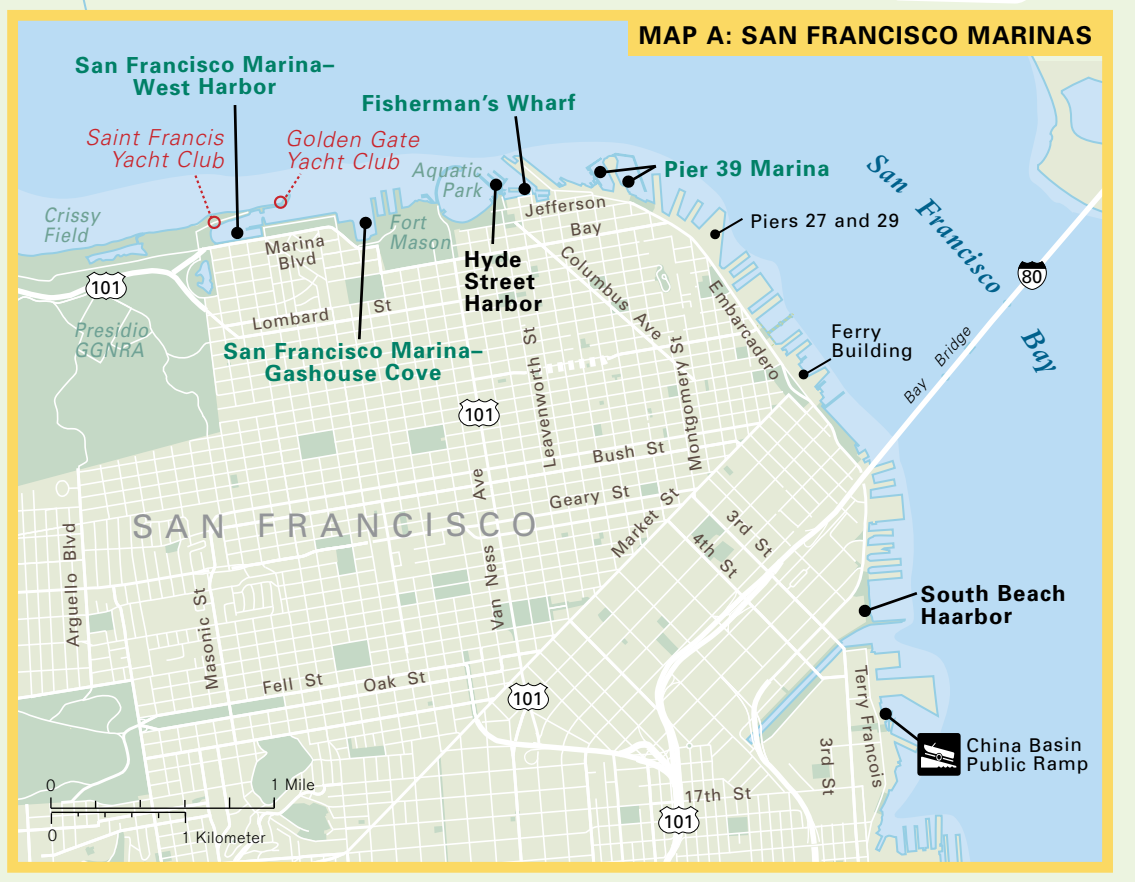 MAP A: SAN FRANCISCO MARINAS
San Francisco Marina–
West Harbor
Fisherman's Wharf
Saint Francis
Yacht Club
Golden Gate
Yacht Club
Aquatic
Park
Pier 39 Marina
San
Francisco
Bay
Crissy
Field
Fort
Mason
Jefferson
Bay
Piers 27 and 29
Marina
Blvd
Hyde
Street
Harbor
Columbus Ave
Embarcadero
80
101
Lombard St
Presidio
GGNRA
San Francisco Marina–
Gashouse Cove
Leavenworth St
Montgomery St
Ferry
Building
Bay Bridge
101
Bush St
Geary St
Market St
3rd St
4th St
SAN FRANCISCO
Van Ness Ave
Arguello Blvd
Masonic St
South Beach
Haarbor
Fell St
Oak St
101
Terry Francois
3rd St
China Basin
Public Ramp
17th St
101
0 1 Mile
0 1 Kilometer